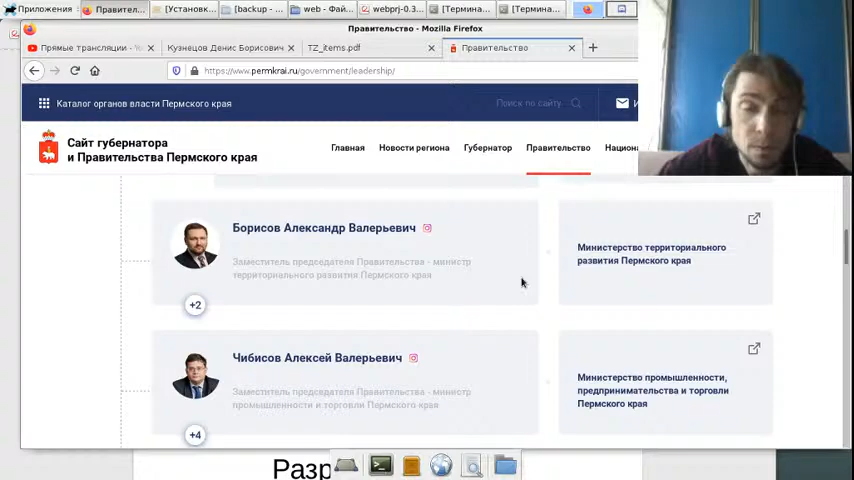 Приложения
Правител...
[Установк...
[backup - ...
web - Фай...
webprj-0.3...
[Термина...
[Термина...
Правительство - Mozilla Firefox
Прямые трансляции - Yo
Кузнецов Денис Борисович
TZ_items.pdf
Правительство
https://www.permkrai.ru/government/leadership/
Каталог органов власти Пермского края
Поиск по сайту
И
Сайт губернатора
и Правительства Пермского края
Главная
Новости региона
Губернатор
Правительство
Национа
Борисов Александр Валерьевич
Заместитель председателя Правительства - министр
территориального развития Пермского края
+2
Министерство территориального
развития Пермского края
Чибисов Алексей Валерьевич
Заместитель председателя Правительства - министр
промышленности и торговли Пермского края
+4
Министерство промышленности,
предпринимательства и торговли
Пермского края
Разр